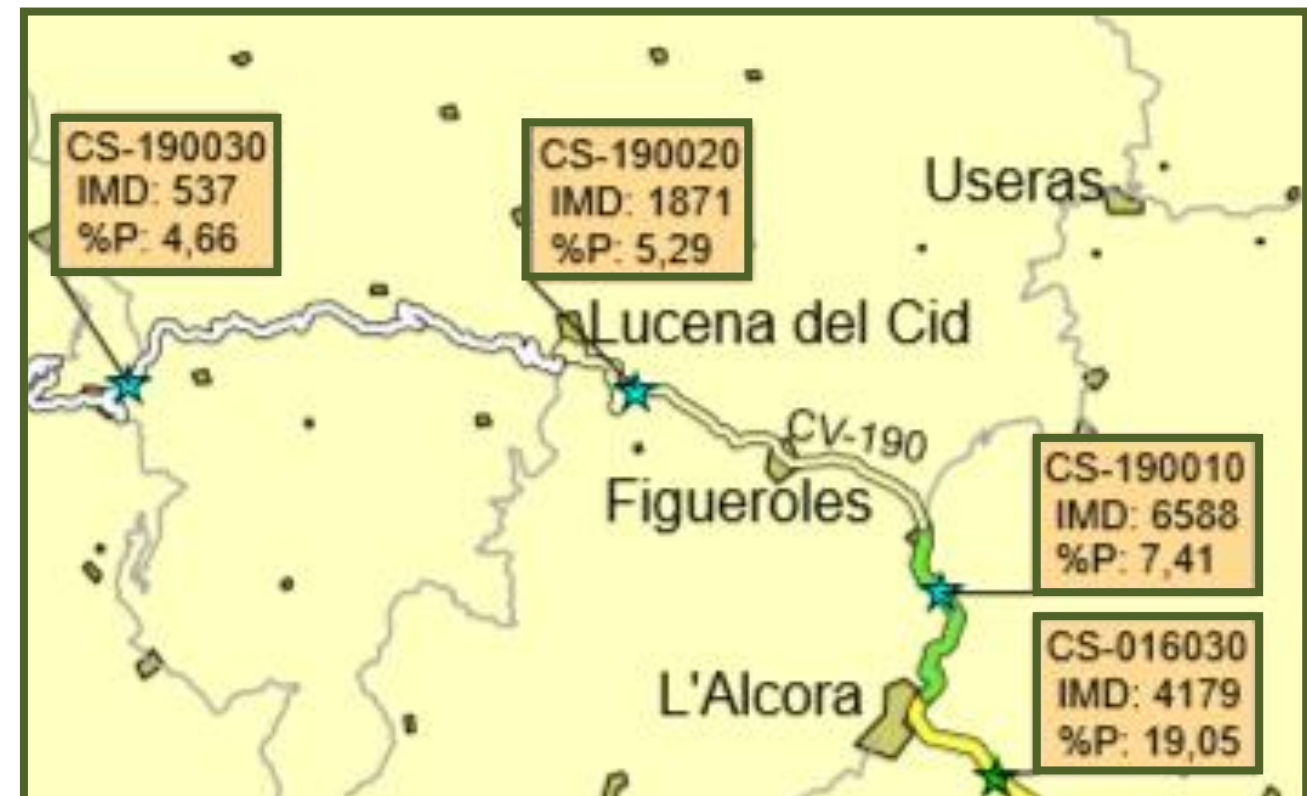 CS-190030
IMD: 537
%P: 4,66
CS-190020
IMD: 1871
%P: 5,29
Useras
Lucena del Cid
CV-190
Figueroles
CS-190010
IMD: 6588
%P: 7,41
L'Alcora
CS-016030
IMD: 4179
%P: 19,05